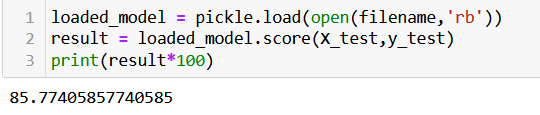 1 loaded_model = pickle.load(open(filename,'rb'))
2 result = loaded_model.score(X_test,y_test)
3 print(result*100)
85.77405857740585